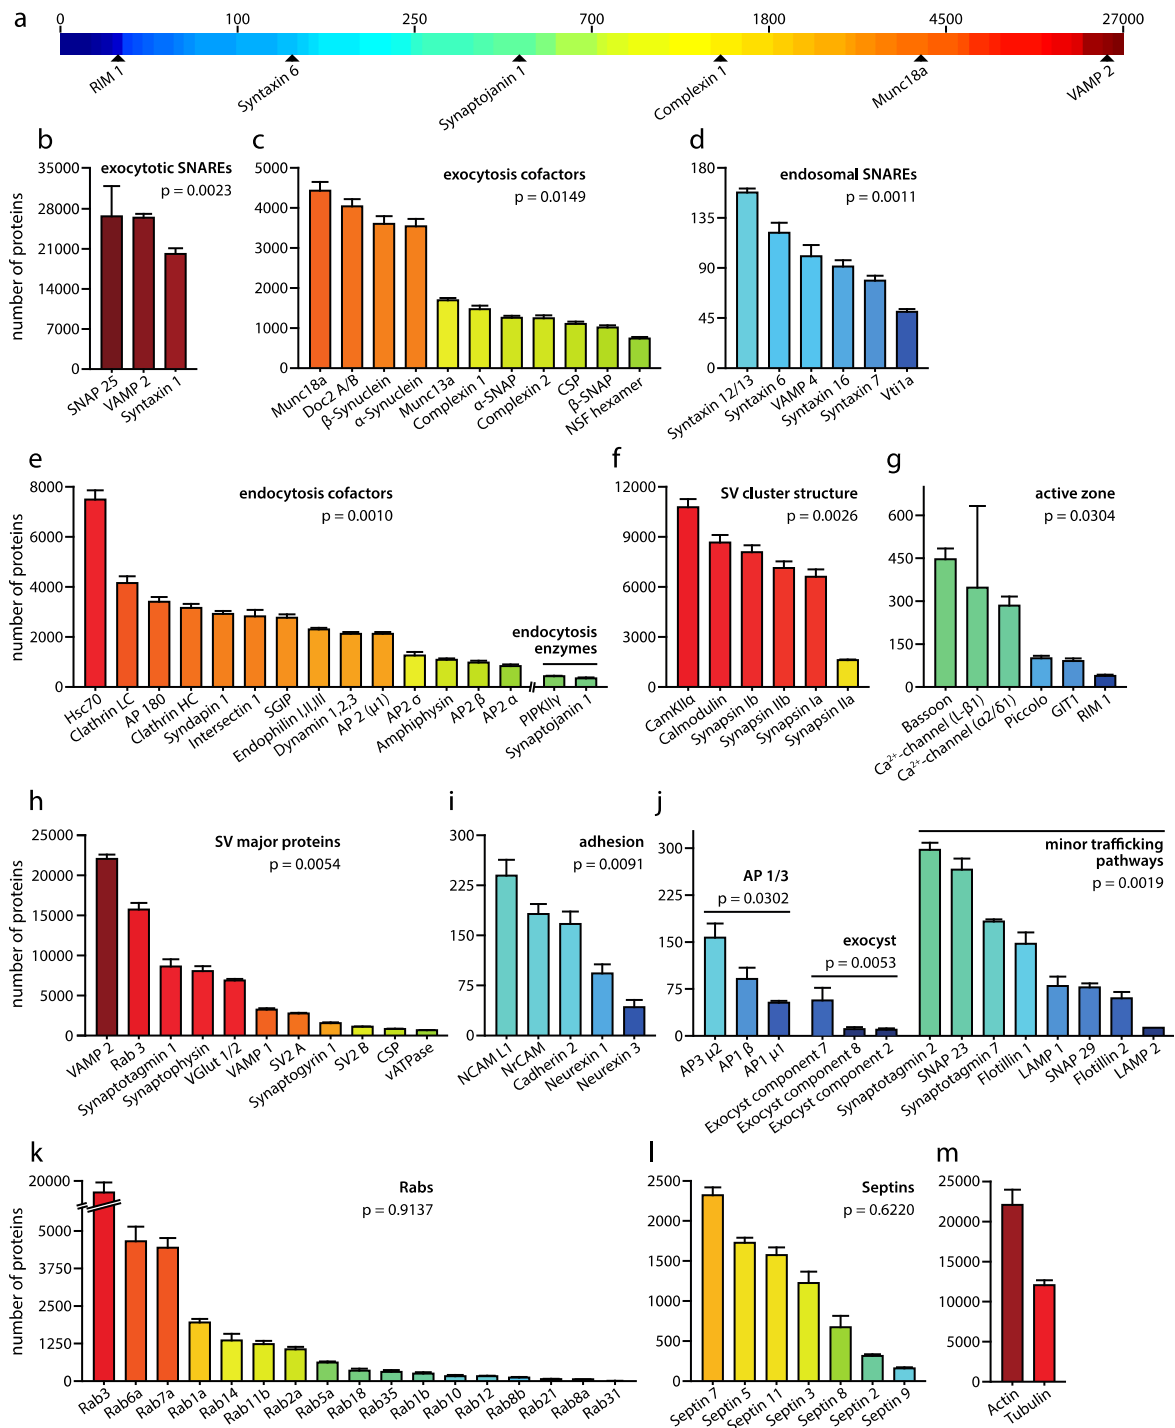 a
0 100 250 700 1800 4500 27000
RIM 1
Syntaxin 6
Synaptojanin 1
Complexin 1
Munc18a
VAMP 2
b
exocytotic SNAREs
p = 0.0023
number of proteins
35000
28000
21000
14000
7000
0
SNAP 25
VAMP 2
Syntaxin 1
c
exocytosis cofactors
p = 0.0149
5000
4000
3000
2000
1000
0
Munc18a
Doc2 A/B
β-Synuclein
α-Synuclein
Munc13a
Complexin 1
α-SNAP
Complexin 2
CSP
β-SNAP
NSF hexamer
d
endosomal SNAREs
p = 0.0011
180
135
90
45
0
Syntaxin 12/13
Syntaxin 6
VAMP 4
Syntaxin 16
Syntaxin 7
Vti1a
e
endocytosis cofactors
p = 0.0010
number of proteins
8000
6000
4000
2000
0
endocytosis
enzymes
Hsc70
Clathrin LC
AP 180
Clathrin HC
Syndapin 1
Intersectin 1
SGIP
Endophilin I,II,III
Dynamin 1,2,3
AP 2 (μ1)
AP2 σ
Amphiphysin
AP2 β
AP2 α
PIPKIγ
Synaptojanin 1
f
SV cluster structure
p = 0.0026
12000
9000
6000
3000
0
CamKIIα
Calmodulin
Synapsin Ib
Synapsin IIb
Synapsin Ia
Synapsin IIa
g
active zone
p = 0.0304
600
450
300
150
0
Bassoon
Ca²⁺-channel (L-β1)
Ca²⁺-channel (α2/δ1)
Piccolo
GIT1
RIM 1
h
SV major proteins
p = 0.0054
number of proteins
25000
20000
15000
10000
5000
0
VAMP 2
Rab 3
Synaptotagmin 1
Synaptophysin
VGlut 1/2
VAMP 1
SV2 A
Synaptogyrin 1
SV2 B
CSP
vATPase
i
adhesion
p = 0.0091
300
225
150
75
0
NCAM L1
NrCAM
Cadherin 2
Neurexin 1
Neurexin 3
j
300
225
150
75
0
AP 1/3
p = 0.0302
exocyst
p = 0.0053
minor trafficking
pathways
p = 0.0019
AP3 μ2
AP1 β
AP1 μ1
Exocyst component 7
Exocyst component 8
Exocyst component 2
Synaptotagmin 2
SNAP 23
Synaptotagmin 7
Flotillin 1
LAMP 1
SNAP 29
Flotillin 2
LAMP 2
k
Rabs
p = 0.9137
number of proteins
20000
5000
3750
2500
1250
0
Rab3
Rab6a
Rab7a
Rab1a
Rab14
Rab11b
Rab2a
Rab5a
Rab18
Rab35
Rab1b
Rab10
Rab12
Rab8b
Rab21
Rab8a
Rab31
l
Septins
p = 0.6220
2500
2000
1500
1000
500
0
Septin 7
Septin 5
Septin 11
Septin 3
Septin 8
Septin 2
Septin 9
m
25000
20000
15000
10000
5000
0
Actin
Tubulin